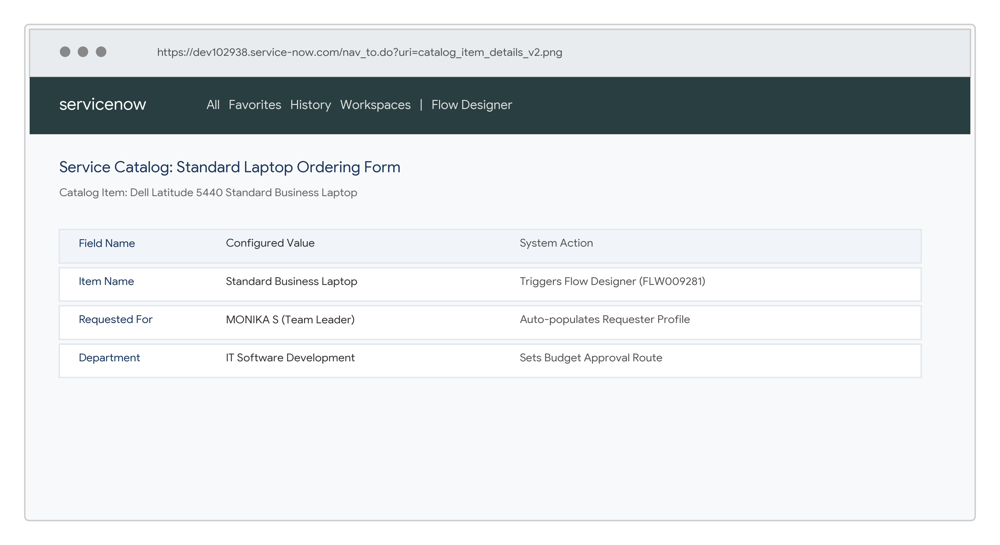 https://dev102938.service-now.com/nav_to.do?uri=catalog_item_details_v2.png
servicenow All Favorites History Workspaces | Flow Designer
Service Catalog: Standard Laptop Ordering Form
Catalog Item: Dell Latitude 5440 Standard Business Laptop
Field Name Configured Value System Action
Item Name Standard Business Laptop Triggers Flow Designer (FLW009281)
Requested For MONIKA S (Team Leader) Auto-populates Requester Profile
Department IT Software Development Sets Budget Approval Route